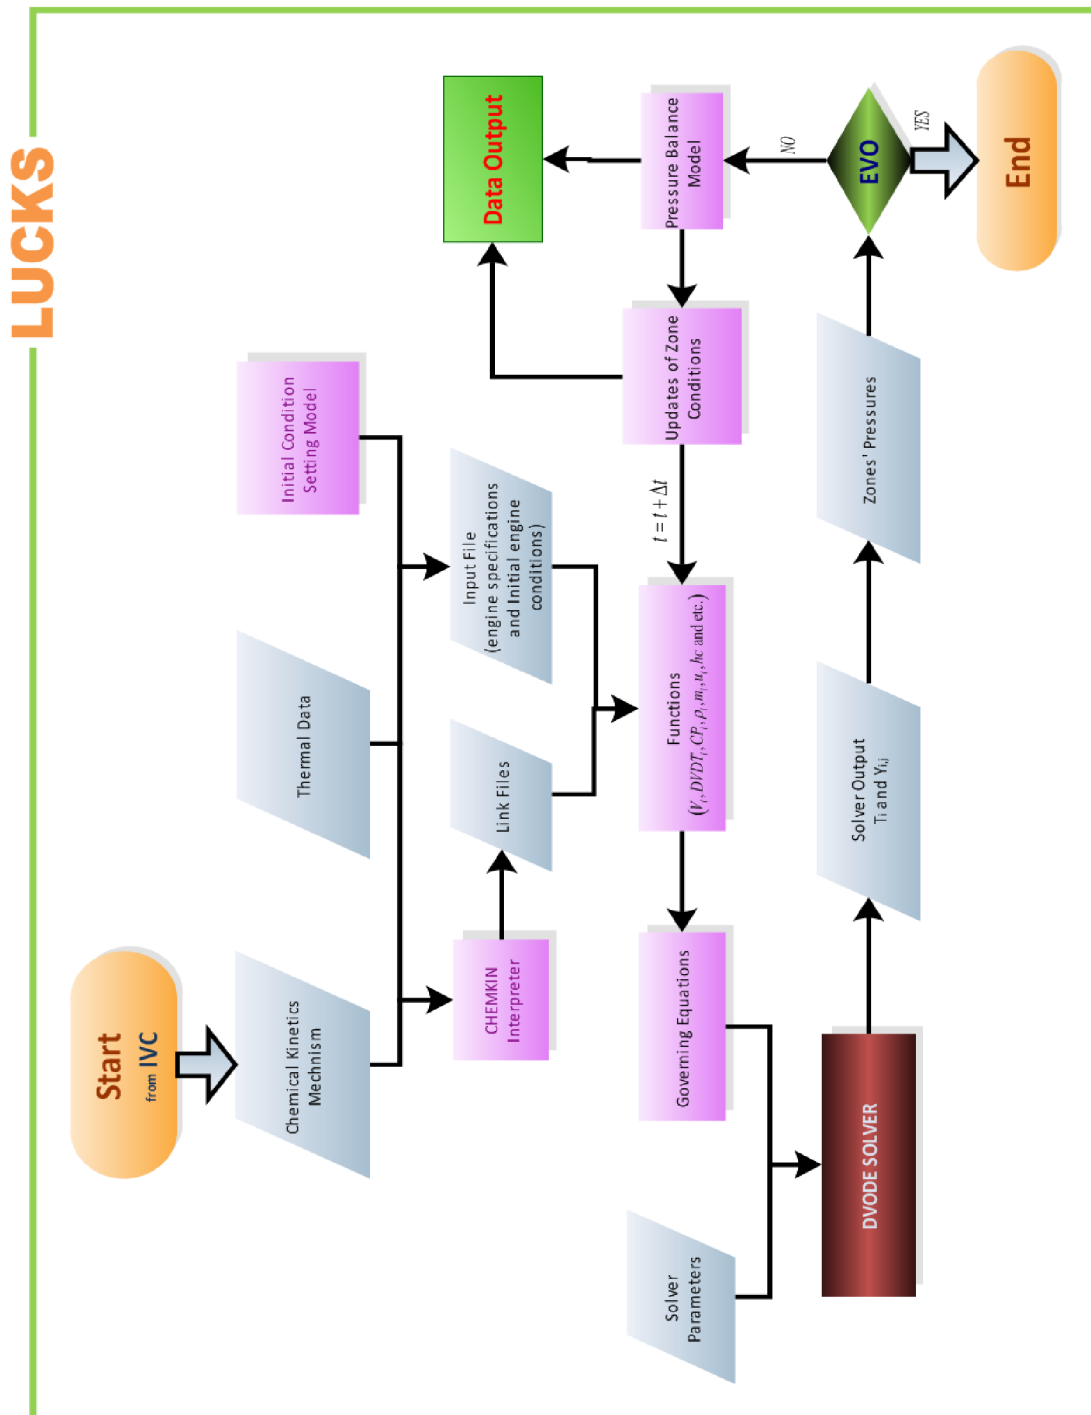 LUCKS
Start
from IVC
Chemical Kinetics
Mechnism
Thermal Data
Initial Condition
Setting Model
CHEMKIN
Interpreter
Link Files
Input File
(engine specifications
and Initial engine
conditions)
Data Output
Solver
Parameters
Governing Equations
Functions
(V_i, DVDT_i, CP_i, ρ_i, m_i, u_i, hc and etc.)
t = t + Δt
Updates of Zone
Conditions
Pressure Balance
Model
DVODE SOLVER
Solver Output
Ti and Yi,j
Zones' Pressures
NO
EVO
YES
End